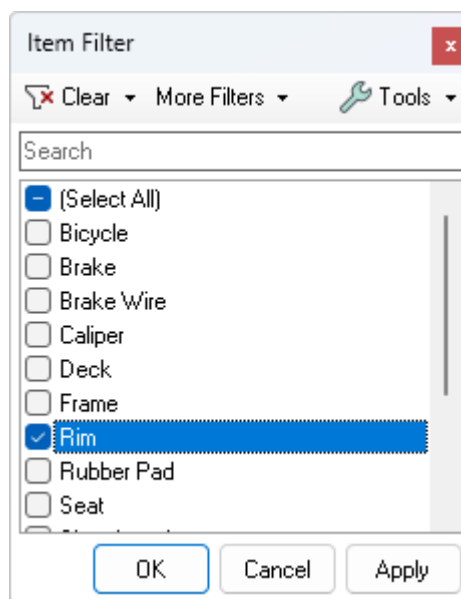 Item Filter
x
Clear More Filters Tools
Search
(Select All)
Bicycle
Brake
Brake Wire
Caliper
Deck
Frame
Rim
Rubber Pad
Seat
OK Cancel Apply